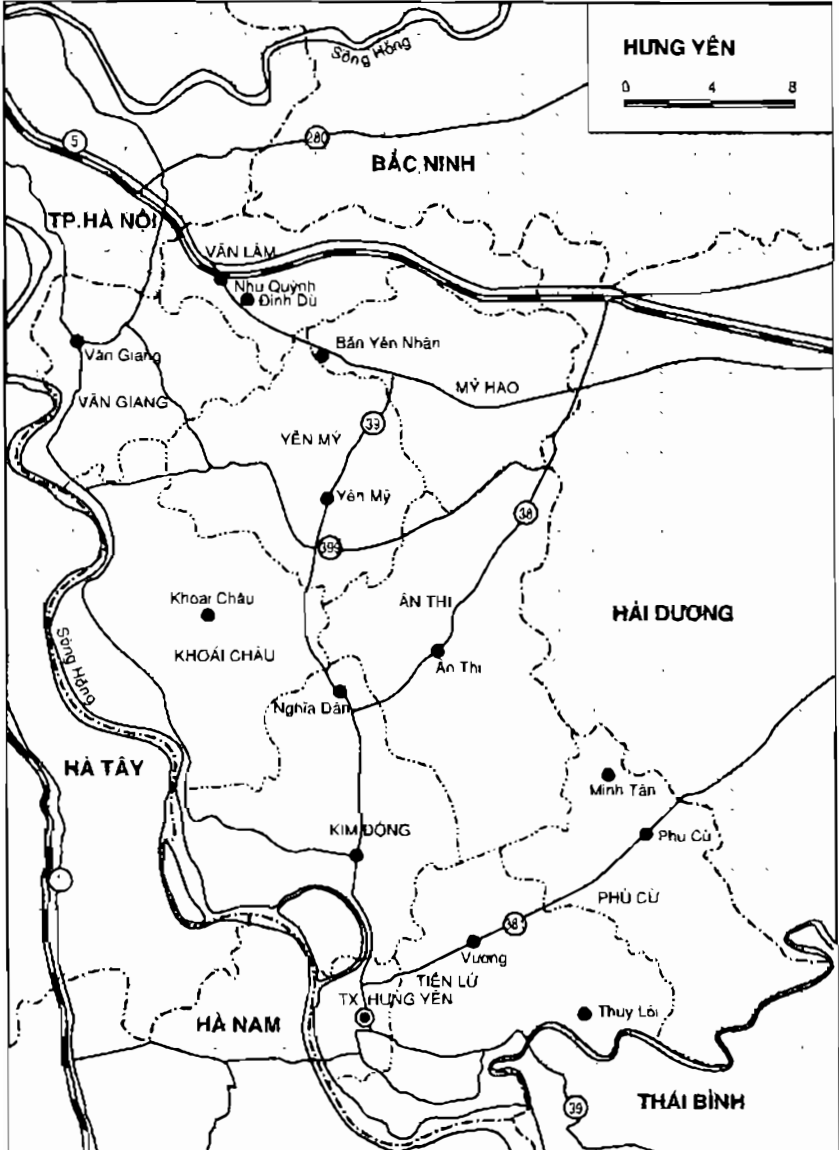 HƯNG YÊN
0 4 8
Sông Hồng
5
280
BẮC NINH
TP.HÀ NỘI
VĂN LÂM
Như Quỳnh
Đình Dù
Văn Giang
Bần Yên Nhân
MỸ HÀO
VĂN GIANG
39
YÊN MỸ
Yên Mỹ
38
399
Khoái Châu
ÂN THI
HẢI DƯƠNG
KHOÁI CHÂU
Ân Thi
Sông Hồng
Nghĩa Dân
HÀ TÂY
Minh Tân
KIM ĐỘNG
Phù Cừ
PHÙ CỪ
38
Vương
TIÊN LỮ
TX HƯNG YÊN
HÀ NAM
Thụy Lôi
39
THÁI BÌNH